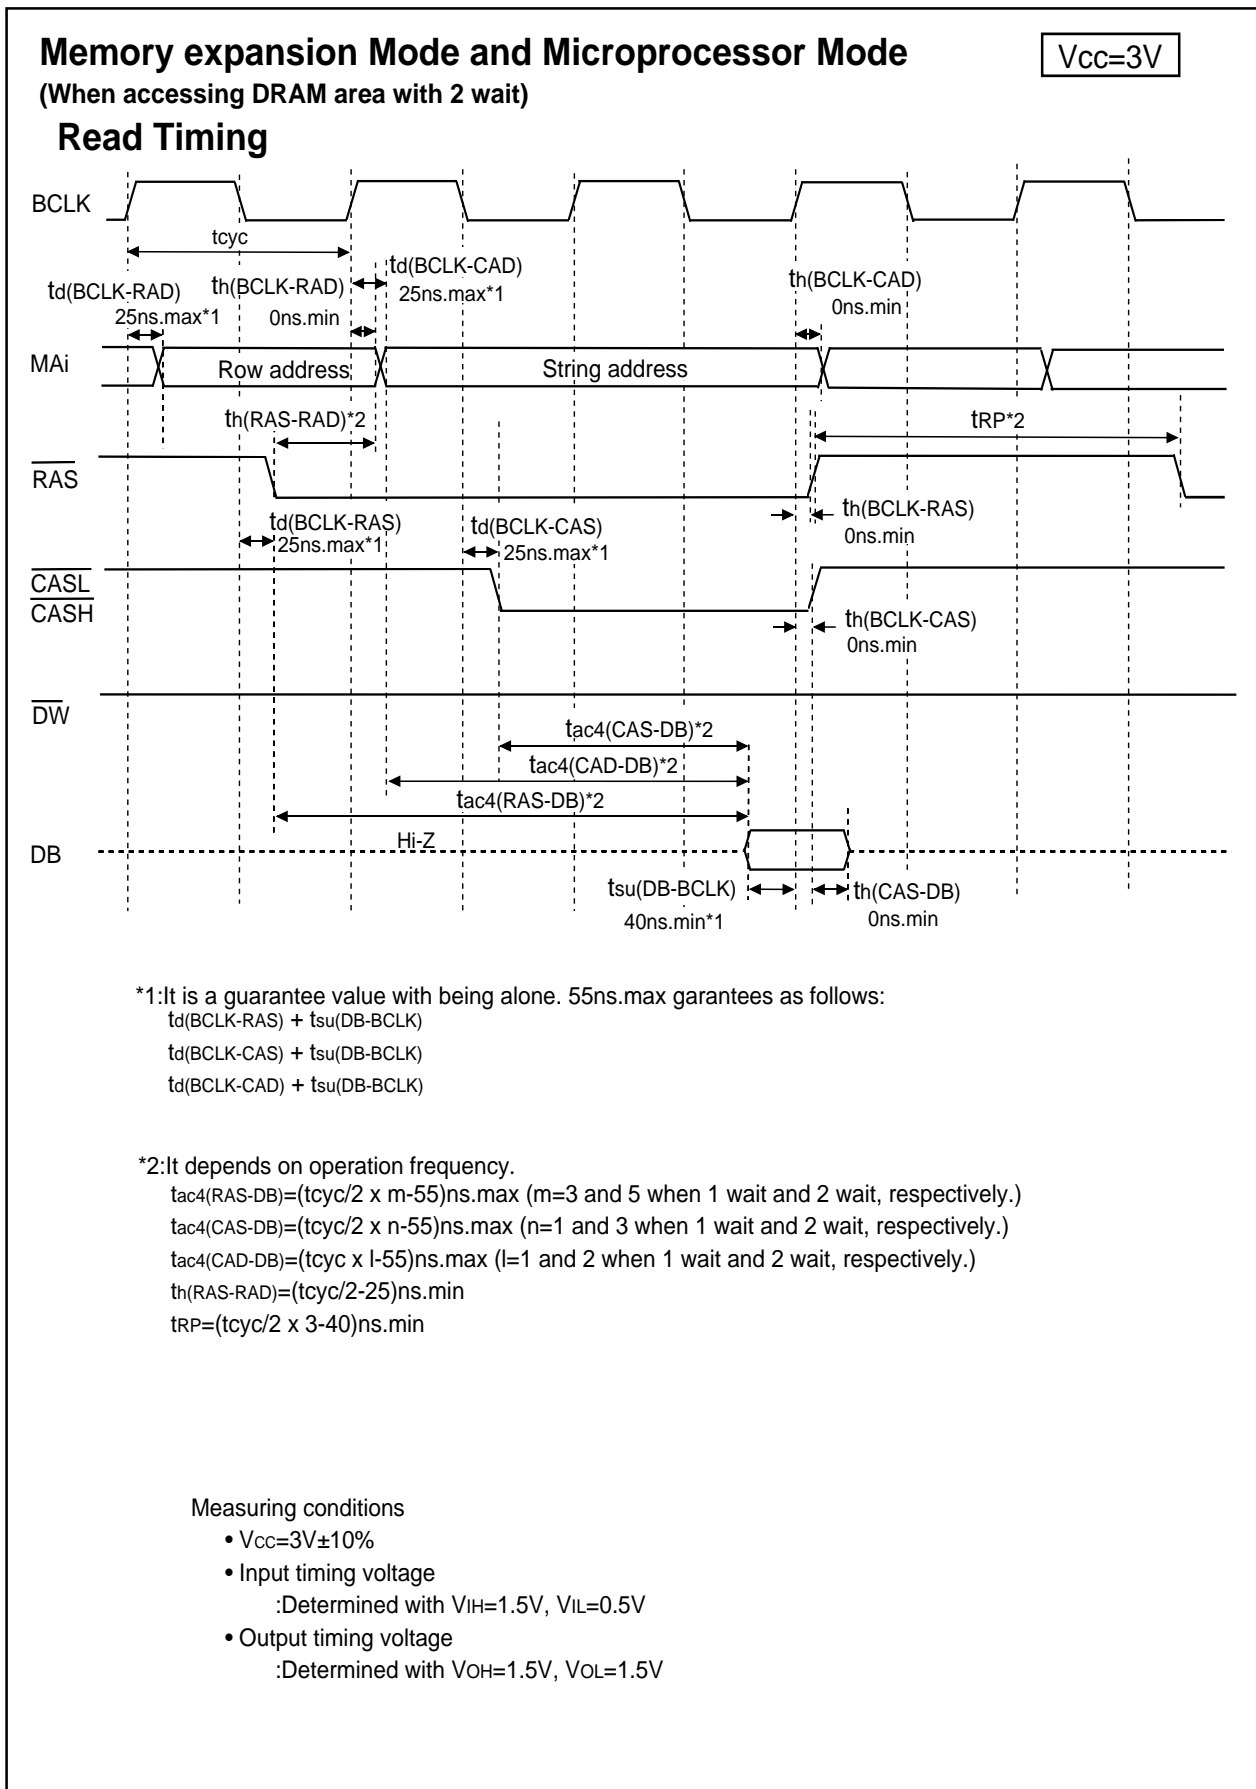 Memory expansion Mode and Microprocessor Mode
Vcc=3V
(When accessing DRAM area with 2 wait)
Read Timing
BCLK
tcyc
td(BCLK-RAD)
25ns.max*1
th(BCLK-RAD)
0ns.min
td(BCLK-CAD)
25ns.max*1
th(BCLK-CAD)
0ns.min
MAi
Row address
String address
th(RAS-RAD)*2
tRP*2
RAS
td(BCLK-RAS)
25ns.max*1
td(BCLK-CAS)
25ns.max*1
th(BCLK-RAS)
0ns.min
CASL
CASH
th(BCLK-CAS)
0ns.min
DW
tac4(CAS-DB)*2
tac4(CAD-DB)*2
tac4(RAS-DB)*2
Hi-Z
DB
tsu(DB-BCLK)
40ns.min*1
th(CAS-DB)
0ns.min
*1:It is a guarantee value with being alone. 55ns.max garantees as follows:
td(BCLK-RAS) + tsu(DB-BCLK)
td(BCLK-CAS) + tsu(DB-BCLK)
td(BCLK-CAD) + tsu(DB-BCLK)
*2:It depends on operation frequency.
tac4(RAS-DB)=(tcyc/2 x m-55)ns.max (m=3 and 5 when 1 wait and 2 wait, respectively.)
tac4(CAS-DB)=(tcyc/2 x n-55)ns.max (n=1 and 3 when 1 wait and 2 wait, respectively.)
tac4(CAD-DB)=(tcyc x l-55)ns.max (l=1 and 2 when 1 wait and 2 wait, respectively.)
th(RAS-RAD)=(tcyc/2-25)ns.min
tRP=(tcyc/2 x 3-40)ns.min
Measuring conditions
• VCC=3V±10%
• Input timing voltage
:Determined with VIH=1.5V, VIL=0.5V
• Output timing voltage
:Determined with VOH=1.5V, VOL=1.5V